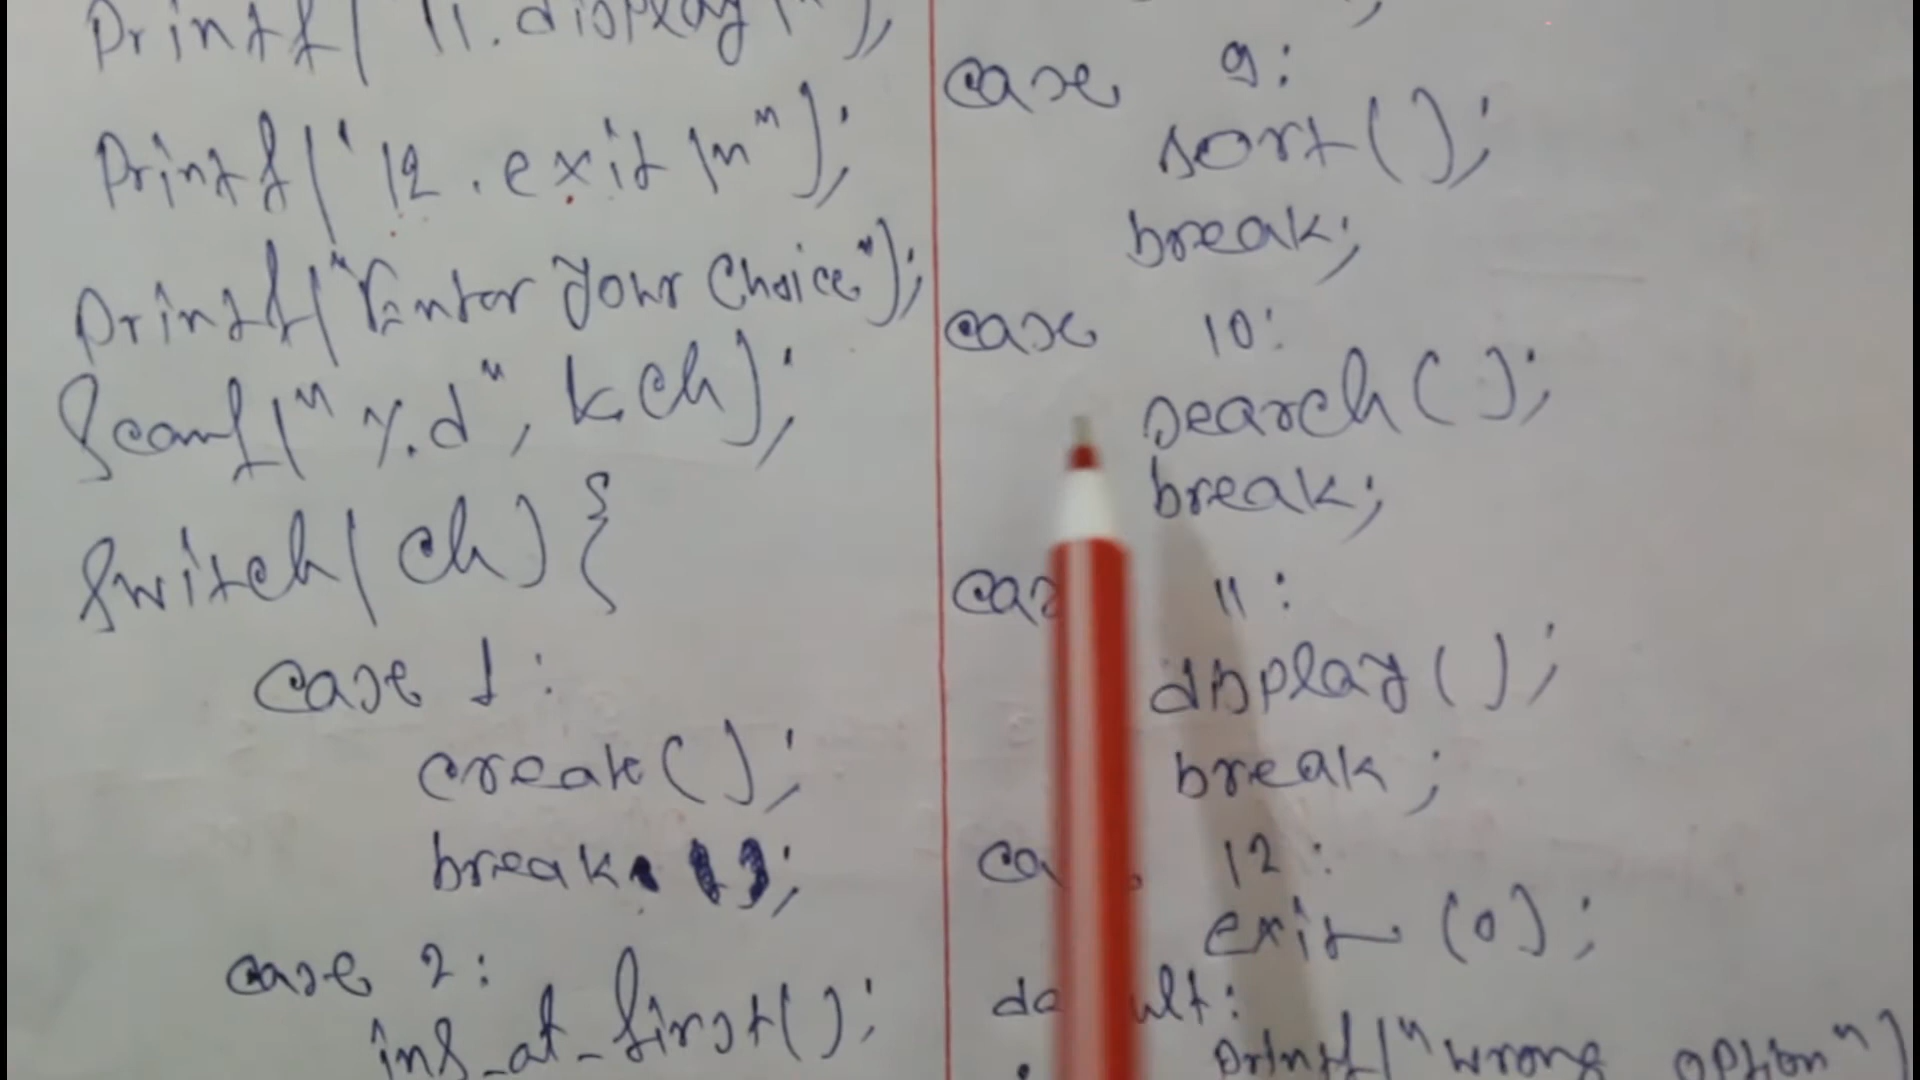 printf("11.display\n");
printf("12.exit\n");
printf("Enter your choice");
scanf("%d", &ch);
switch(ch) {
case 1:
create();
break;
case 2:
ins_at_first();
case 9:
sort();
break;
case 10:
search();
break;
case 11:
display();
break;
case 12:
exit(0);
default:
printf("wrong option")